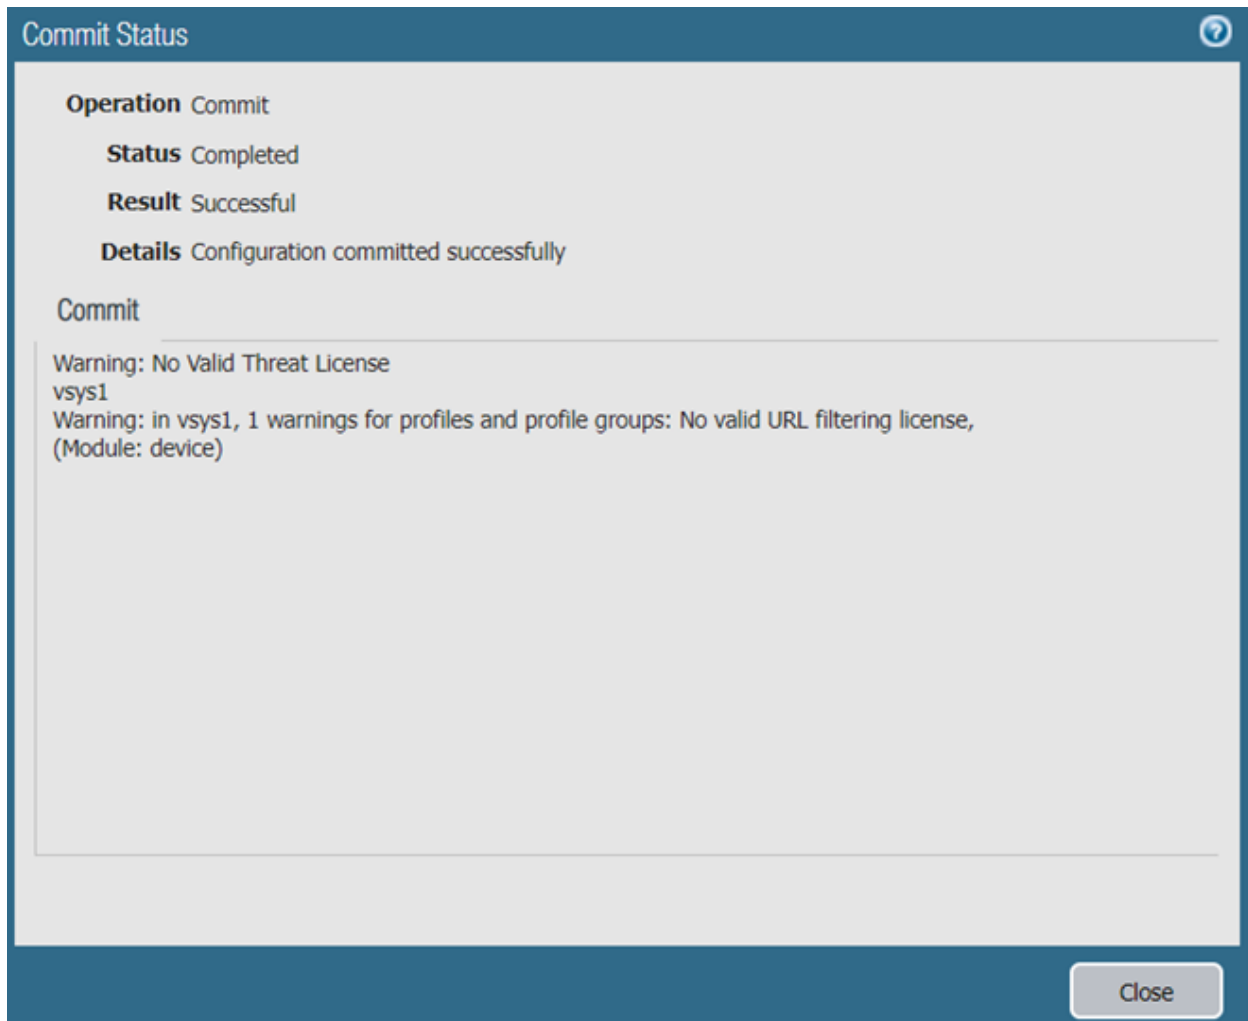 Commit Status
Operation Commit
Status Completed
Result Successful
Details Configuration committed successfully
Commit
Warning: No Valid Threat License
vsys1
Warning: in vsys1, 1 warnings for profiles and profile groups: No valid URL filtering license,
(Module: device)
Close